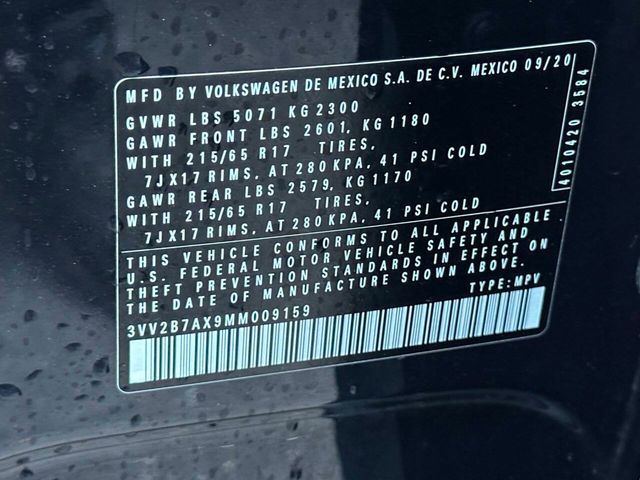 MFD BY VOLKSWAGEN DE MEXICO S.A. DE C.V. MEXICO 09/20
GVWR LBS 5071 KG 2300
GAWR FRONT LBS 2601, KG 1180
WITH 215/65 R17 TIRES,
7JX17 RIMS, AT 280 KPA, 41 PSI COLD
GAWR REAR LBS 2579, KG 1170
WITH 215/65 R17 TIRES,
7JX17 RIMS, AT 280 KPA, 41 PSI COLD
THIS VEHICLE CONFORMS TO ALL APPLICABLE
U.S. FEDERAL MOTOR VEHICLE SAFETY AND
THEFT PREVENTION STANDARDS IN EFFECT ON
THE DATE OF MANUFACTURE SHOWN ABOVE.
3VV2B7AX9MM009159 TYPE: MPV
4010420 3584